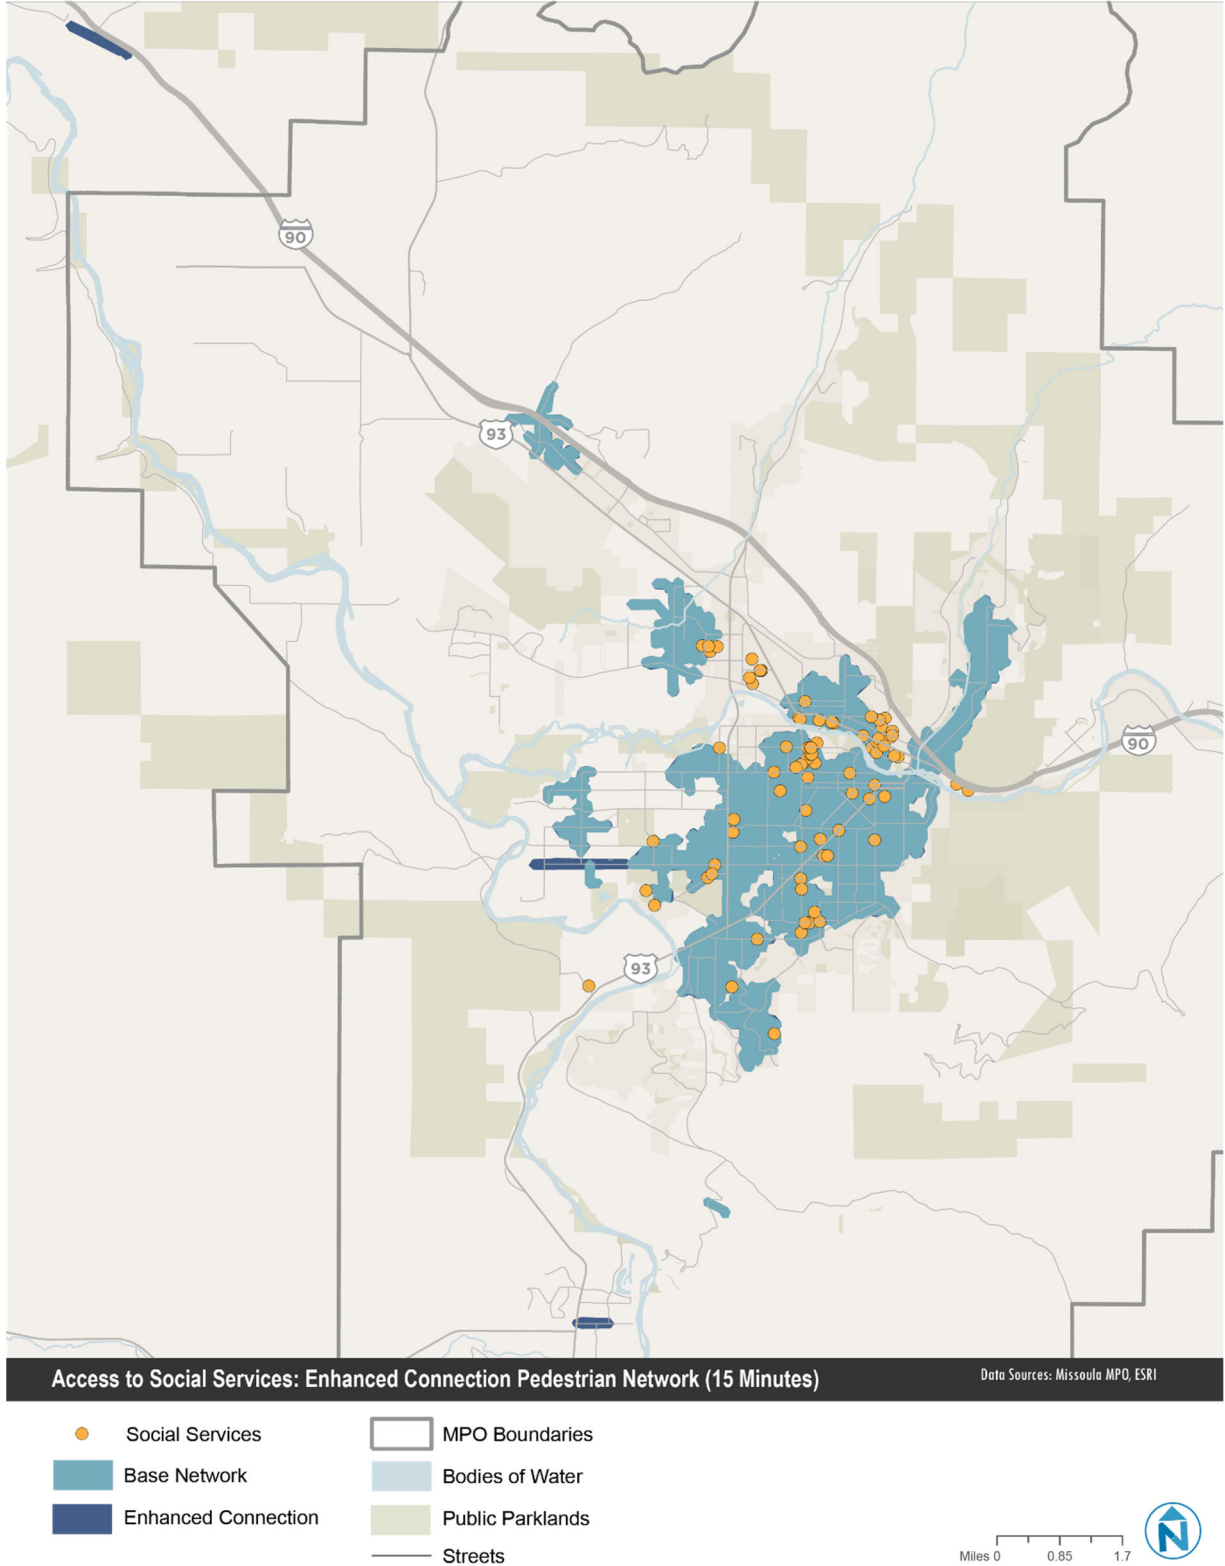 90
93
90
93
Access to Social Services: Enhanced Connection Pedestrian Network (15 Minutes)
Data Sources: Missoula MPO, ESRI
Social Services
MPO Boundaries
Base Network
Bodies of Water
Enhanced Connection
Public Parklands
Streets
Miles 0 0.85 1.7
N